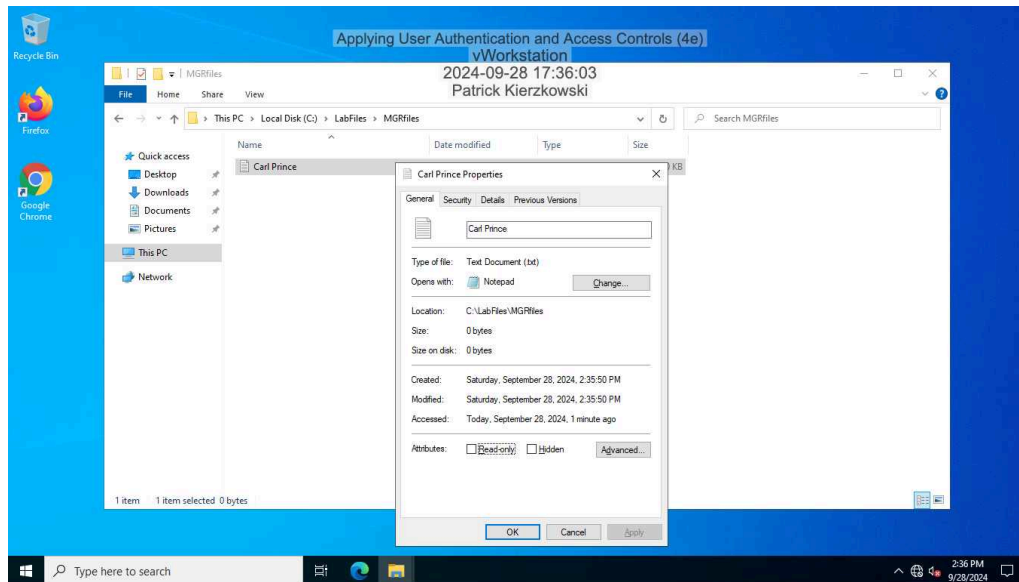 Recycle Bin
Firefox
Google
Chrome
Applying User Authentication and Access Controls (4e)
vWorkstation
2024-09-28 17:36:03
Patrick Kierzkowski
MGRfiles
File Home Share View
This PC > Local Disk (C:) > LabFiles > MGRfiles
Search MGRfiles
Quick access
Desktop
Downloads
Documents
Pictures
This PC
Network
Name Date modified Type Size
Carl Prince
KB
Carl Prince Properties
General Security Details Previous Versions
Carl Prince
Type of file: Text Document (.txt)
Opens with: Notepad Change...
Location: C:\LabFiles\MGRfiles
Size: 0 bytes
Size on disk: 0 bytes
Created: Saturday, September 28, 2024, 2:35:50 PM
Modified: Saturday, September 28, 2024, 2:35:50 PM
Accessed: Today, September 28, 2024, 1 minute ago
Attributes: Read-only Hidden Advanced...
OK Cancel Apply
1 item 1 item selected 0 bytes
Type here to search
2:36 PM
9/28/2024